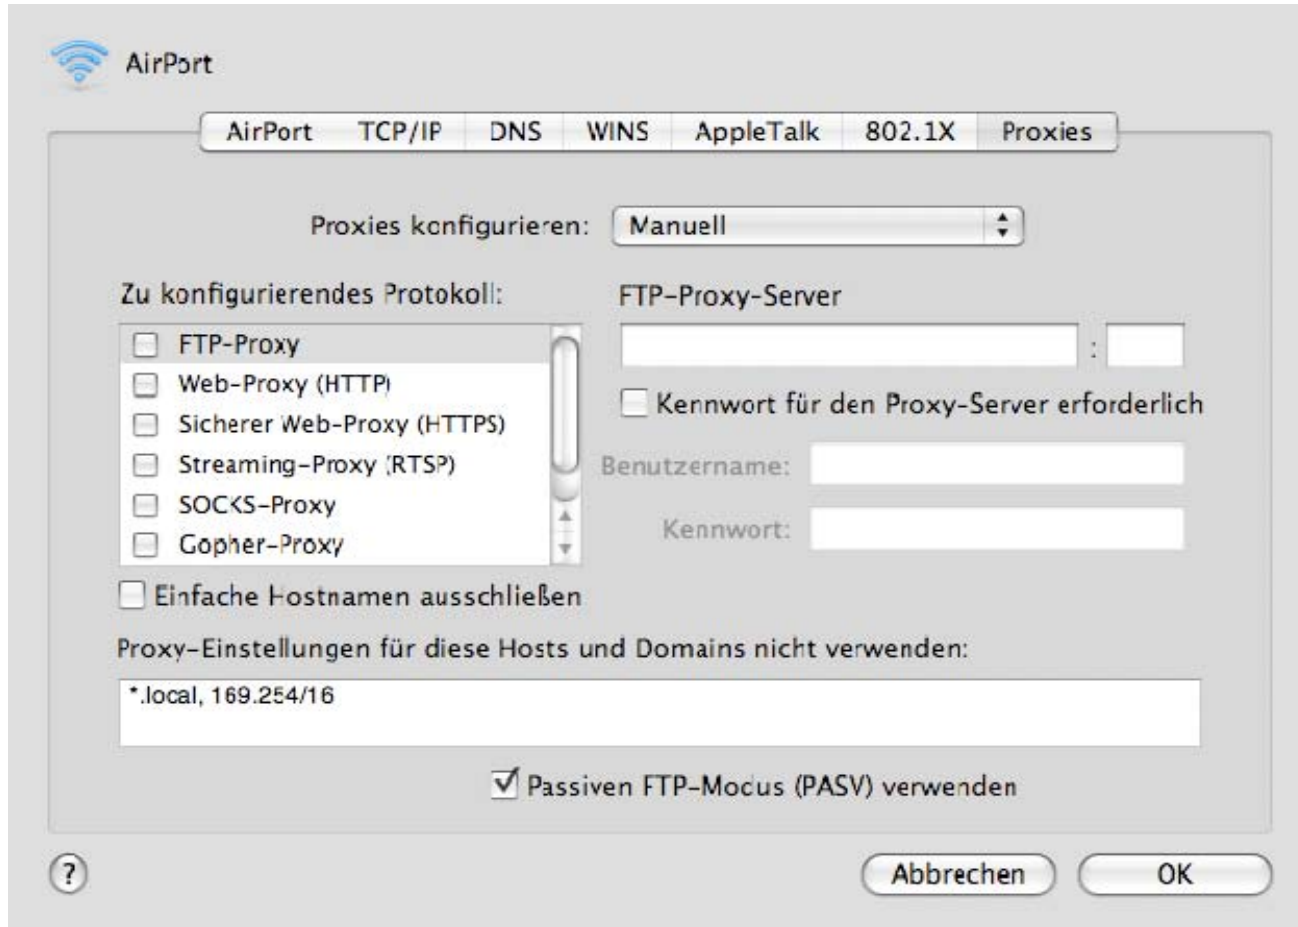 AirPort
AirPort TCP/IP DNS WINS AppleTalk 802.1X Proxies
Proxies konfigurieren: Manuell
Zu konfigurierendes Protokoll:
FTP-Proxy
Web-Proxy (HTTP)
Sicherer Web-Proxy (HTTPS)
Streaming-Proxy (RTSP)
SOCKS-Proxy
Gopher-Proxy
Einfache Hostnamen ausschließen
FTP-Proxy-Server
:
Kennwort für den Proxy-Server erforderlich
Benutzername:
Kennwort:
Proxy-Einstellungen für diese Hosts und Domains nicht verwenden:
*.local, 169.254/16
Passiven FTP-Modus (PASV) verwenden
?
Abbrechen OK